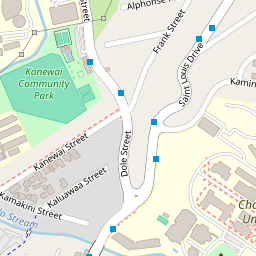 Alphonse
Street
Frank Street
Kanewai
Community
Park
Saint Louis Drive
Kamin
Kanewai Street
Dole Street
Kaluawaa Street
Kamakini Street
Stream
Cha
Un